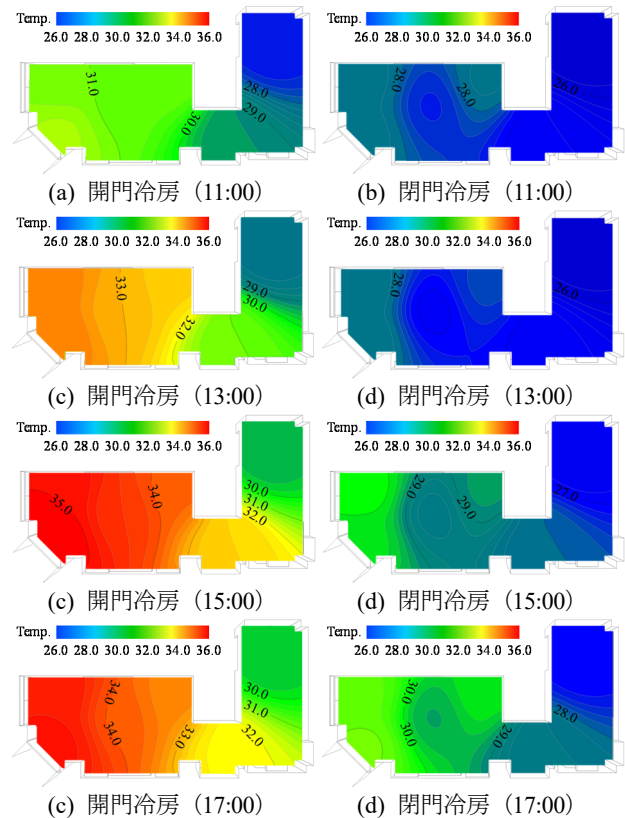 Temp. Temp.
26.0 28.0 30.0 32.0 34.0 36.0 26.0 28.0 30.0 32.0 34.0 36.0
31.0 30.0 28.0 29.0 28.0 28.0 26.0
(a) 開門冷房（11:00） (b) 閉門冷房（11:00）
Temp. Temp.
26.0 28.0 30.0 32.0 34.0 36.0 26.0 28.0 30.0 32.0 34.0 36.0
33.0 32.0 29.0 30.0 28.0 26.0
(c) 開門冷房（13:00） (d) 閉門冷房（13:00）
Temp. Temp.
26.0 28.0 30.0 32.0 34.0 36.0 26.0 28.0 30.0 32.0 34.0 36.0
35.0 34.0 30.0 31.0 32.0 29.0 29.0 27.0
(c) 開門冷房（15:00） (d) 閉門冷房（15:00）
Temp. Temp.
26.0 28.0 30.0 32.0 34.0 36.0 26.0 28.0 30.0 32.0 34.0 36.0
34.0 34.0 33.0 30.0 31.0 32.0 30.0 30.0 29.0 28.0
(c) 開門冷房（17:00） (d) 閉門冷房（17:00）